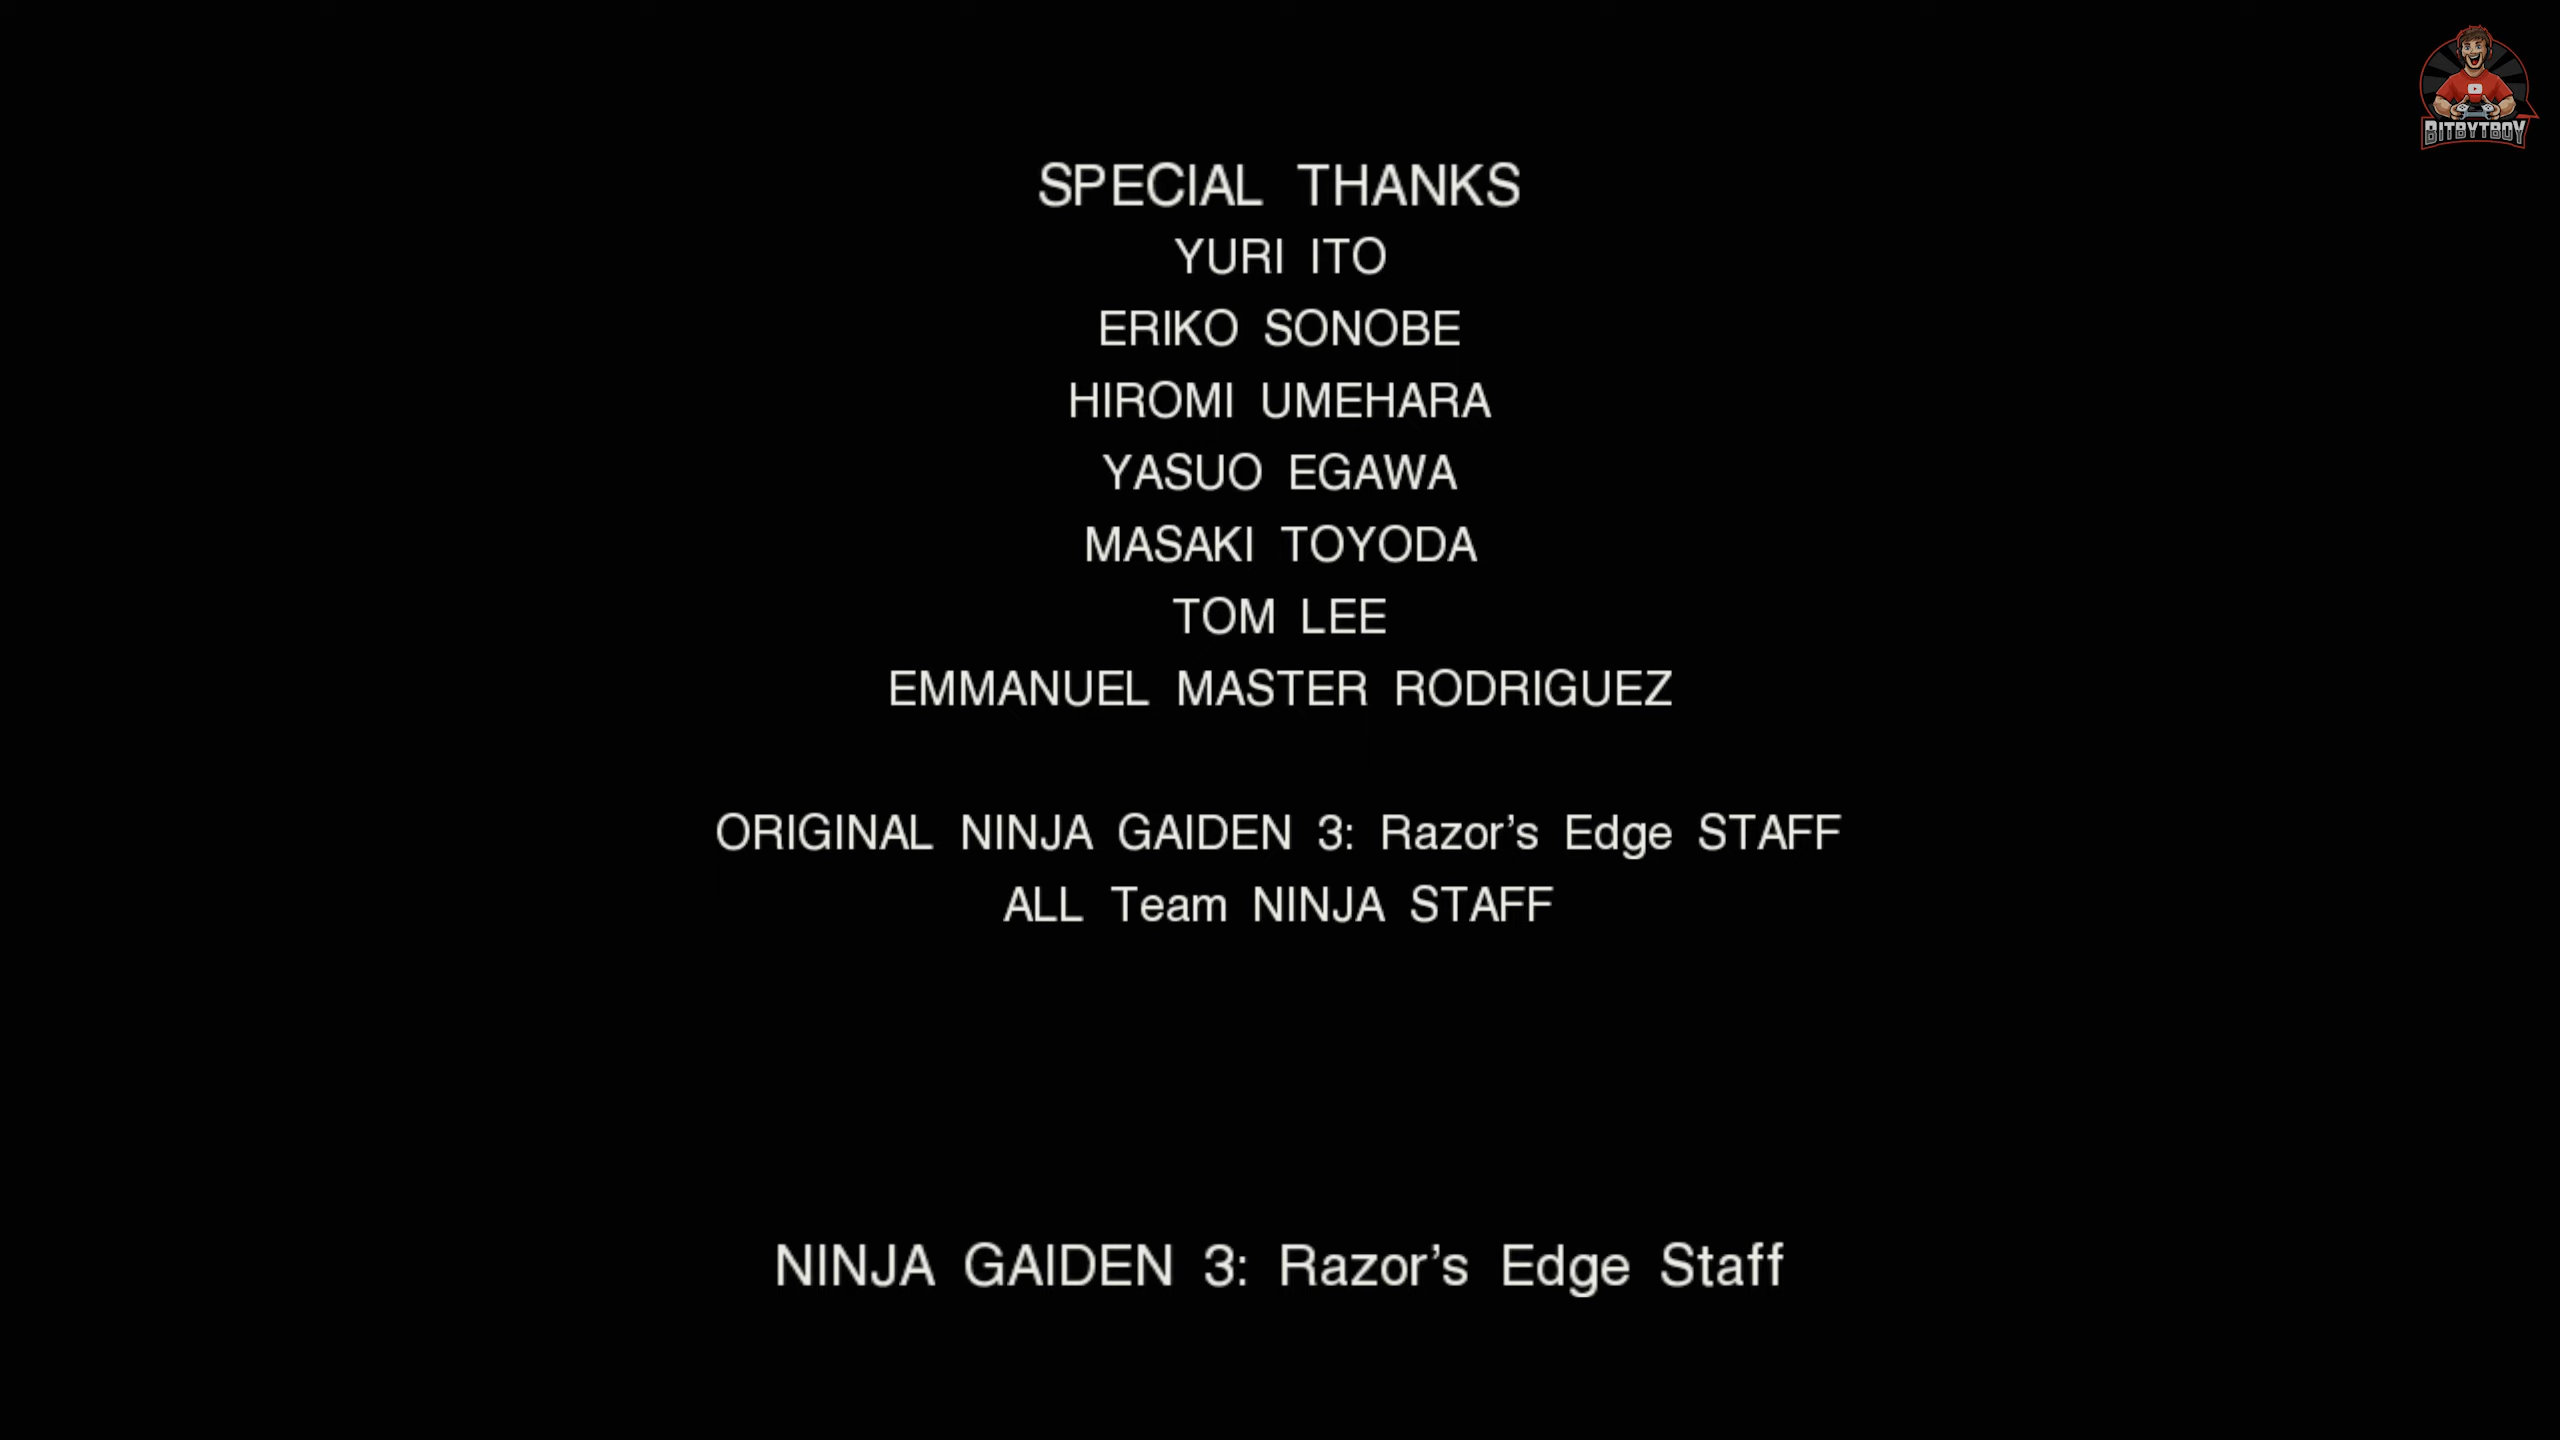 BITBYTBOY
SPECIAL THANKS
YURI ITO
ERIKO SONOBE
HIROMI UMEHARA
YASUO EGAWA
MASAKI TOYODA
TOM LEE
EMMANUEL MASTER RODRIGUEZ
ORIGINAL NINJA GAIDEN 3: Razor’s Edge STAFF
ALL Team NINJA STAFF
NINJA GAIDEN 3: Razor’s Edge Staff